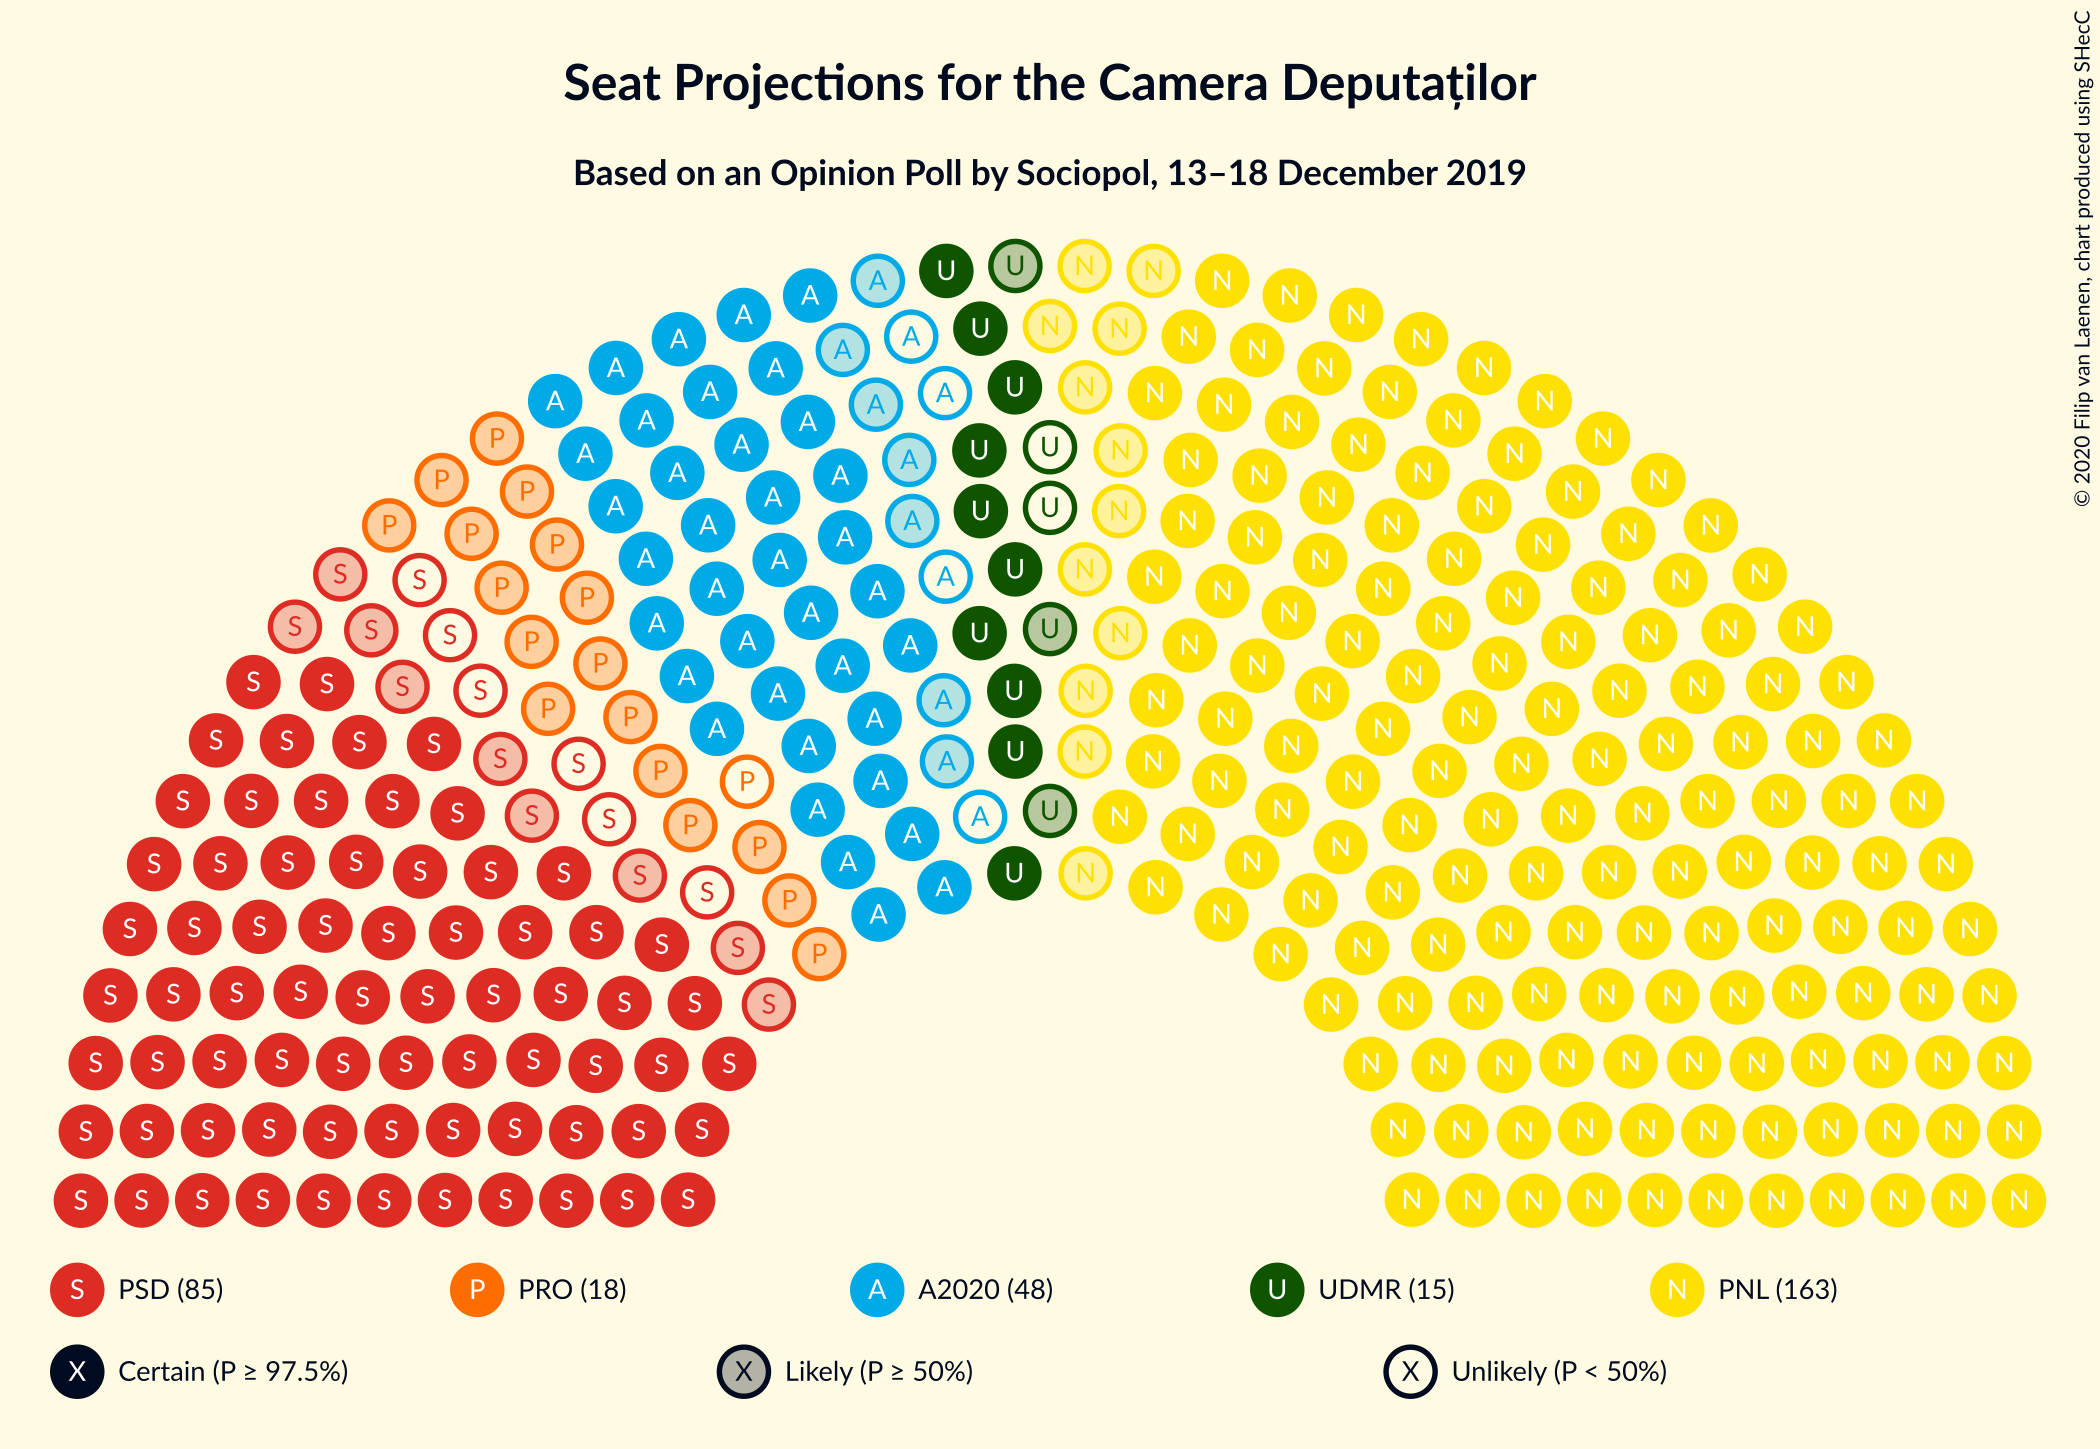 Seat Projections for the Camera Deputaților
Based on an Opinion Poll by Sociopol, 13–18 December 2019
© 2020 Filip van Laenen, chart produced using SHecC
S PSD (85)
P PRO (18)
A A2020 (48)
U UDMR (15)
N PNL (163)
X Certain (P ≥ 97.5%)
X Likely (P ≥ 50%)
X Unlikely (P < 50%)